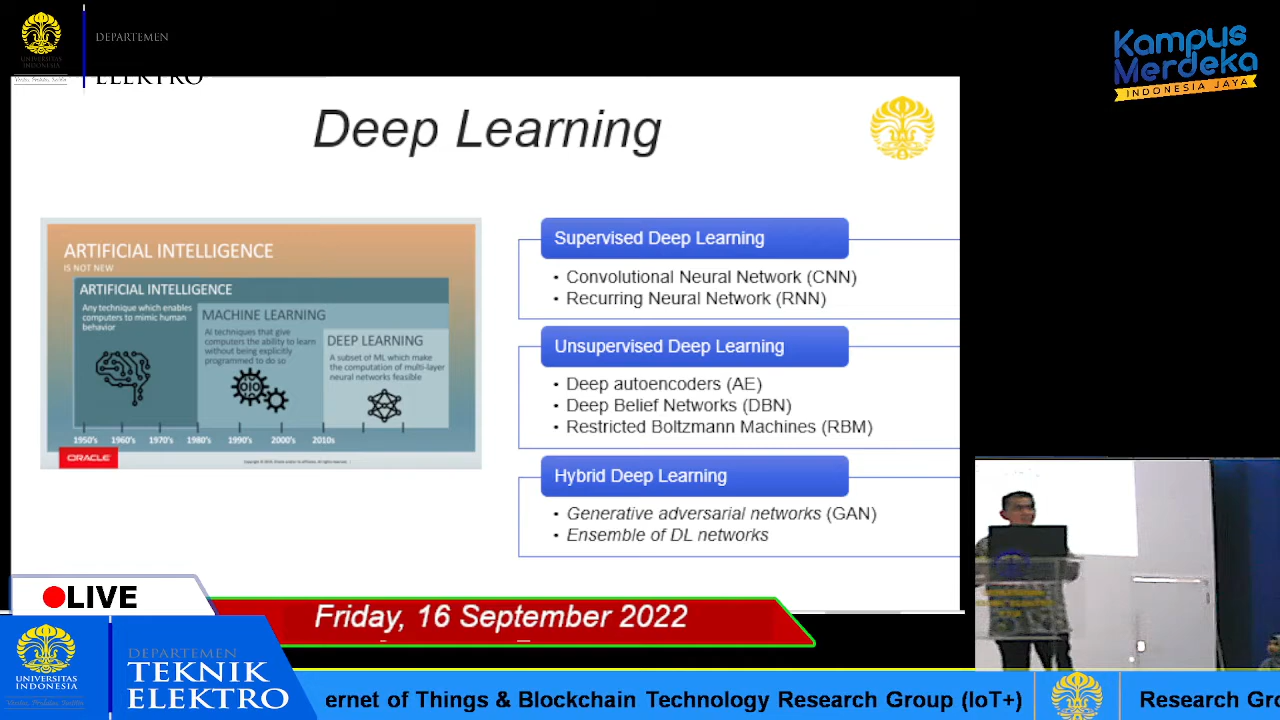 UNIVERSITAS
INDONESIA
DEPARTEMEN
ELEKTRO
Kampus
Merdeka
INDONESIA JAYA
Deep Learning
ARTIFICIAL INTELLIGENCE
IS NOT NEW
ARTIFICIAL INTELLIGENCE
Any technique which enables
computers to mimic human
behavior
MACHINE LEARNING
AI techniques that give
computers the ability to learn
without being explicitly
programmed to do so
DEEP LEARNING
A subset of ML which make
the computation of multi-layer
neural networks feasible
1950's 1960's 1970's 1980's 1990's 2000's 2010s
ORACLE
Supervised Deep Learning
• Convolutional Neural Network (CNN)
• Recurring Neural Network (RNN)
Unsupervised Deep Learning
• Deep autoencoders (AE)
• Deep Belief Networks (DBN)
• Restricted Boltzmann Machines (RBM)
Hybrid Deep Learning
• Generative adversarial networks (GAN)
• Ensemble of DL networks
LIVE
Friday, 16 September 2022
UNIVERSITAS
INDONESIA
DEPARTEMEN
TEKNIK
ELEKTRO
ernet of Things & Blockchain Technology Research Group (IoT+)
Research Gro